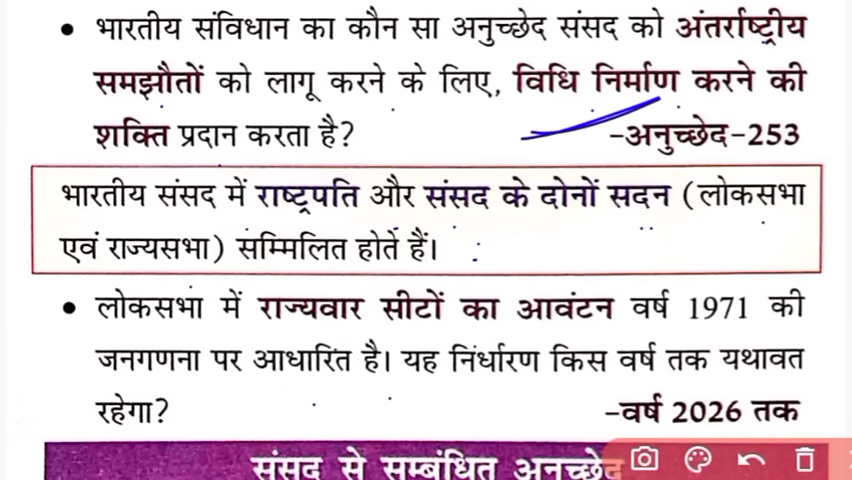 • भारतीय संविधान का कौन सा अनुच्छेद संसद को अंतर्राष्ट्रीय
समझौतों को लागू करने के लिए, विधि निर्माण करने की
शक्ति प्रदान करता है? -अनुच्छेद-253
भारतीय संसद में राष्ट्रपति और संसद के दोनों सदन (लोकसभा
एवं राज्यसभा) सम्मिलित होते हैं।
• लोकसभा में राज्यवार सीटों का आवंटन वर्ष 1971 की
जनगणना पर आधारित है। यह निर्धारण किस वर्ष तक यथावत
रहेगा? -वर्ष 2026 तक
संसद से सम्बंधित अनुच्छेद